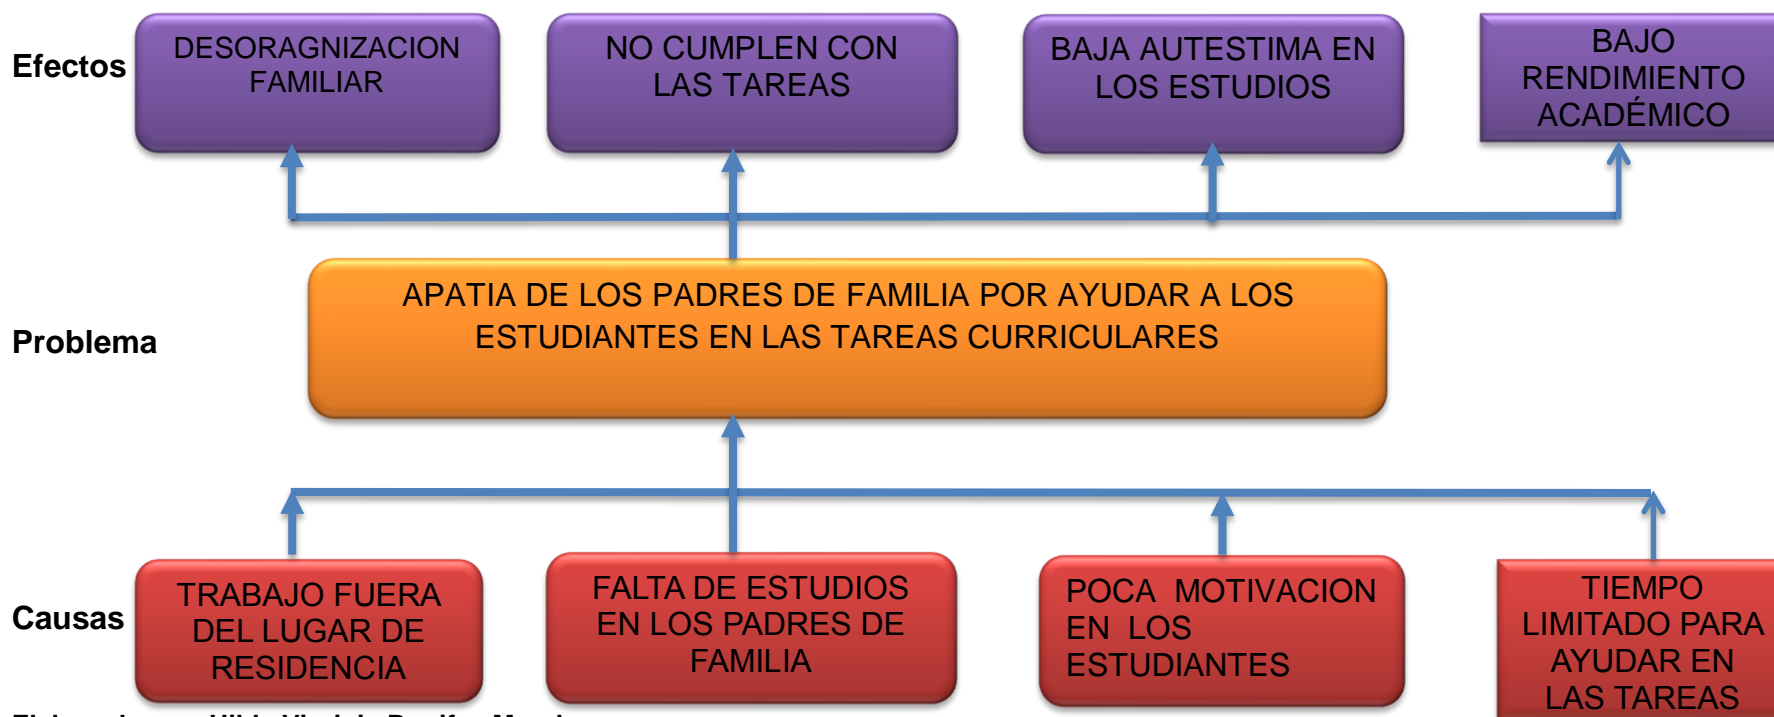 Efectos
DESORAGNIZACION
FAMILIAR
NO CUMPLEN CON
LAS TAREAS
BAJA AUTESTIMA EN
LOS ESTUDIOS
BAJO
RENDIMIENTO
ACADÉMICO
Problema
APATIA DE LOS PADRES DE FAMILIA POR AYUDAR A LOS
ESTUDIANTES EN LAS TAREAS CURRICULARES
Causas
TRABAJO FUERA
DEL LUGAR DE
RESIDENCIA
FALTA DE ESTUDIOS
EN LOS PADRES DE
FAMILIA
POCA MOTIVACION
EN LOS
ESTUDIANTES
TIEMPO
LIMITADO PARA
AYUDAR EN
LAS TAREAS